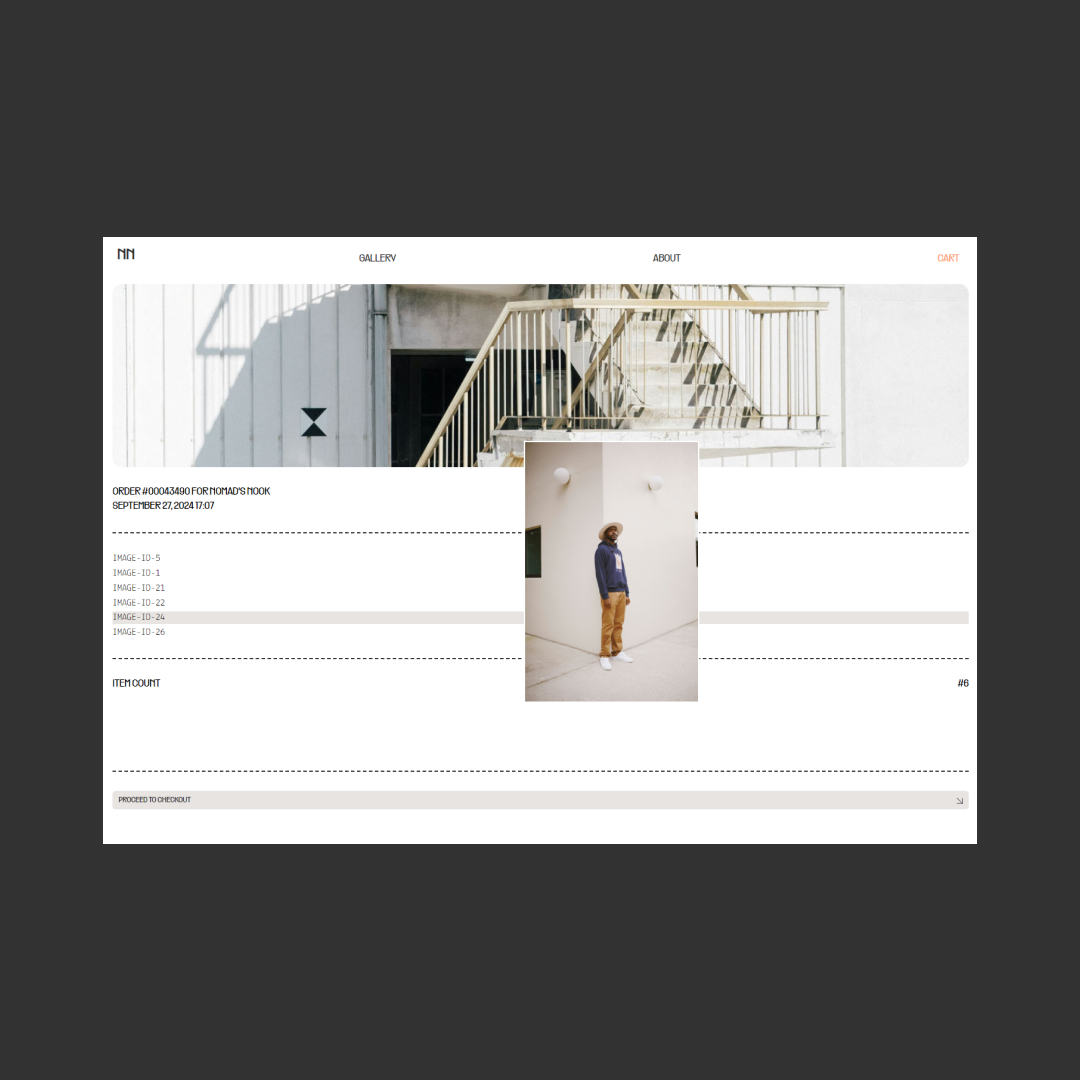 NN
GALLERY
ABOUT
CART
ORDER #00043490 FOR NOMAD'S NOOK
SEPTEMBER 27, 2024 17:07
IMAGE-ID-5
IMAGE-ID-1
IMAGE-ID-21
IMAGE-ID-22
IMAGE-ID-24
IMAGE-ID-26
ITEM COUNT
#6
PROCEED TO CHECKOUT